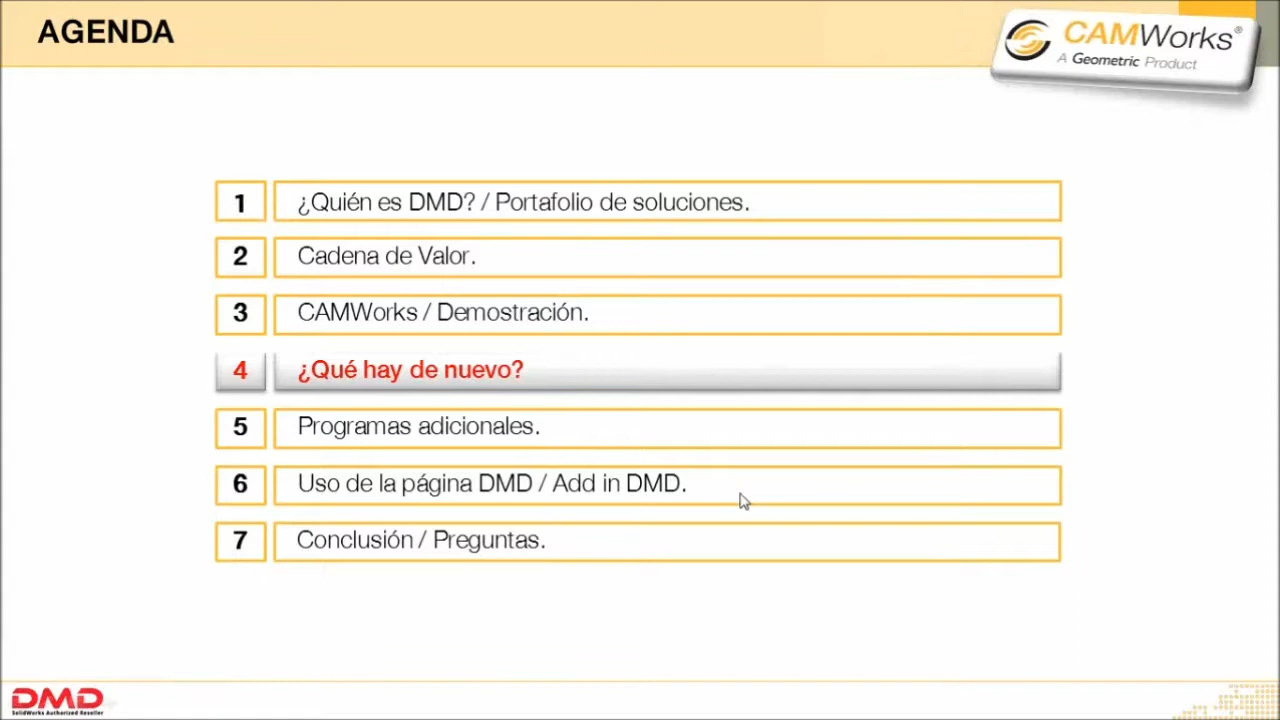 AGENDA
CAMWorks®
A Geometric Product
1 ¿Quién es DMD? / Portafolio de soluciones.
2 Cadena de Valor.
3 CAMWorks / Demostración.
4 ¿Qué hay de nuevo?
5 Programas adicionales.
6 Uso de la página DMD / Add in DMD.
7 Conclusión / Preguntas.
DMD
SolidWorks Authorized Reseller